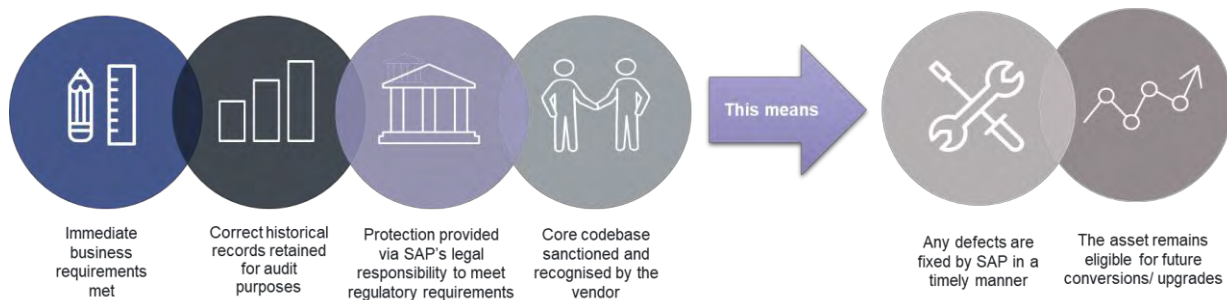 This means
Immediate
business
requirements
met
Correct historical
records retained
for audit
purposes
Protection provided
via SAP's legal
responsibility to meet
regulatory requirements
Core codebase
sanctioned and
recognised by the
vendor
Any defects are
fixed by SAP in a
timely manner
The asset remains
eligible for future
conversions/ upgrades